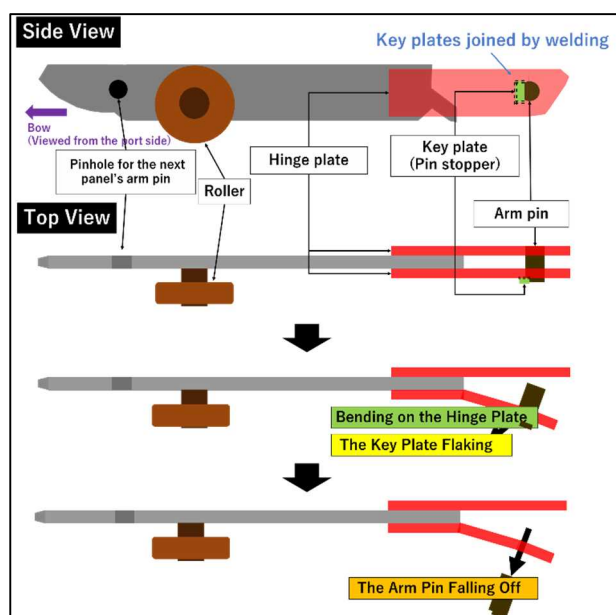 Side View
Key plates joined by welding
Bow
(Viewed from the port side)
Pinhole for the next
panel's arm pin
Roller
Hinge plate
Key plate
(Pin stopper)
Arm pin
Top View
Bending on the Hinge Plate
The Key Plate Flaking
The Arm Pin Falling Off